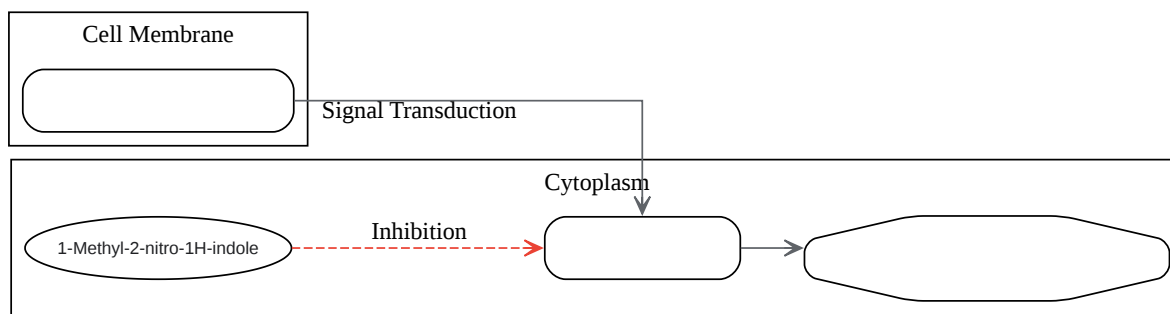 Cell Membrane
Signal Transduction
Cytoplasm
Inhibition
1-Methyl-2-nitro-1H-indole